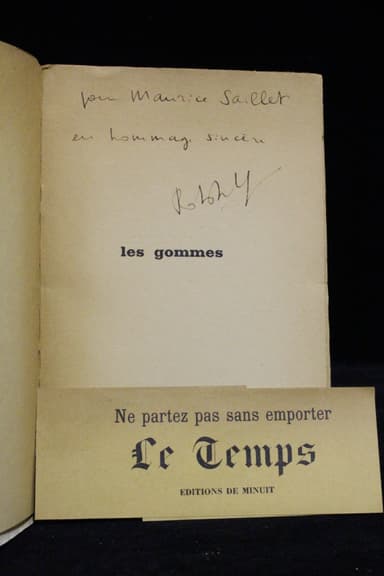 pour Maurice Saillet
en hommage sincère
les gommes
Ne partez pas sans emporter
Le Temps
EDITIONS DE MINUIT